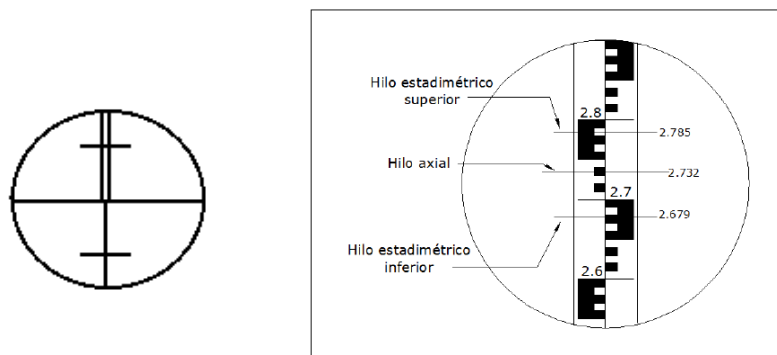 Hilo estadimétrico
superior
2.8
2.785
Hilo axial
2.732
2.7
2.679
Hilo estadimétrico
inferior
2.6